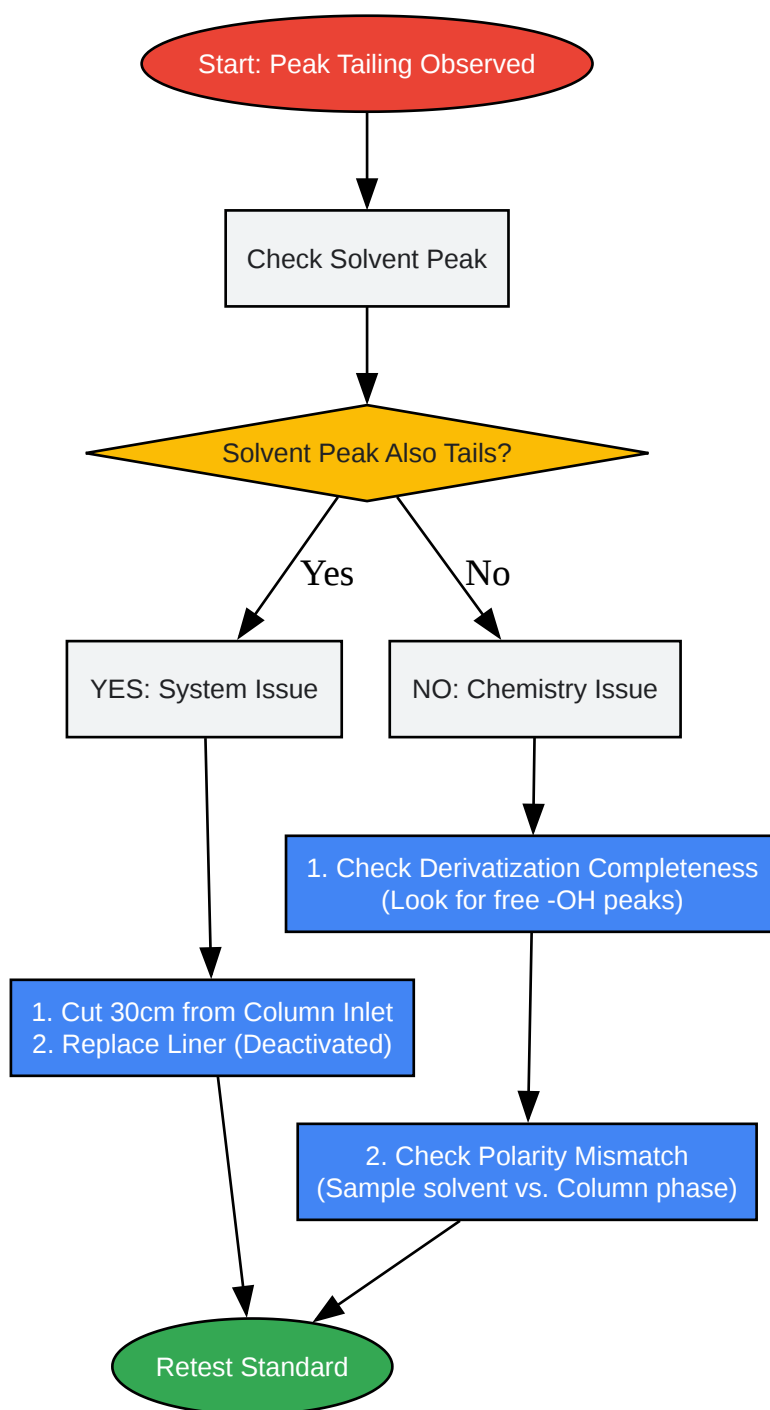 Start: Peak Tailing Observed
Check Solvent Peak
Solvent Peak Also Tails?
Yes
No
YES: System Issue
NO: Chemistry Issue
1. Check Derivatization Completeness
(Look for free -OH peaks)
1. Cut 30cm from Column Inlet
2. Replace Liner (Deactivated)
2. Check Polarity Mismatch
(Sample solvent vs. Column phase)
Retest Standard